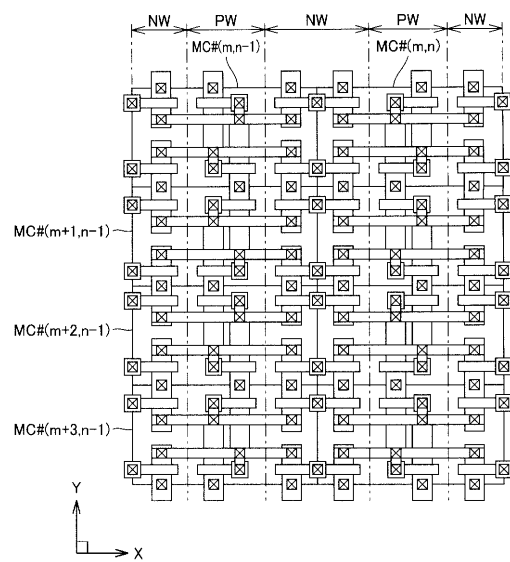 NW PW NW PW NW
MC#(m,n-1) MC#(m,n)
MC#(m+1,n-1)
MC#(m+2,n-1)
MC#(m+3,n-1)
Y
X